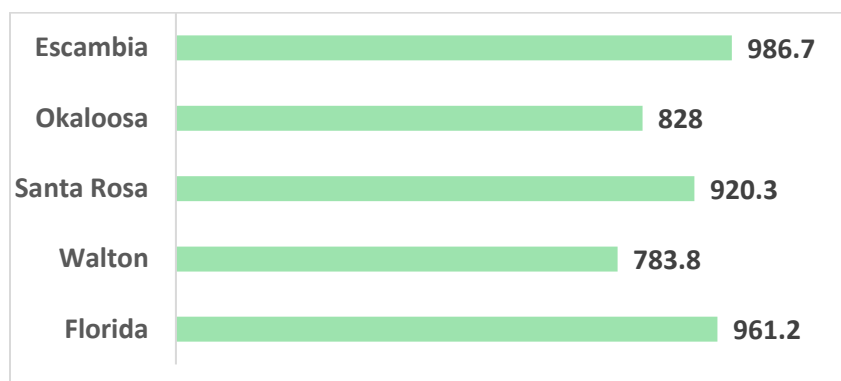 Escambia 986.7
Okaloosa 828
Santa Rosa 920.3
Walton 783.8
Florida 961.2